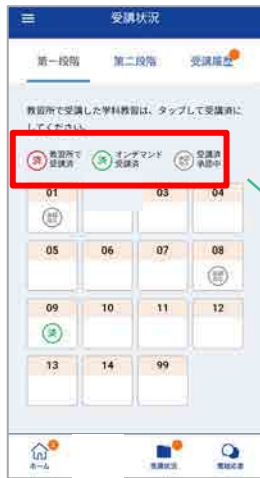 受講状況
第一段階 第二段階 受講履歴
教習所で受講した学科教習は、タップして受講済に
してください。
済 教習所で
受講済
済 オンデマンド
受講済
受講済
承認中
01 03 04
05 06 07 08
09 10 11 12
済
13 14 99
ホーム 受講状況